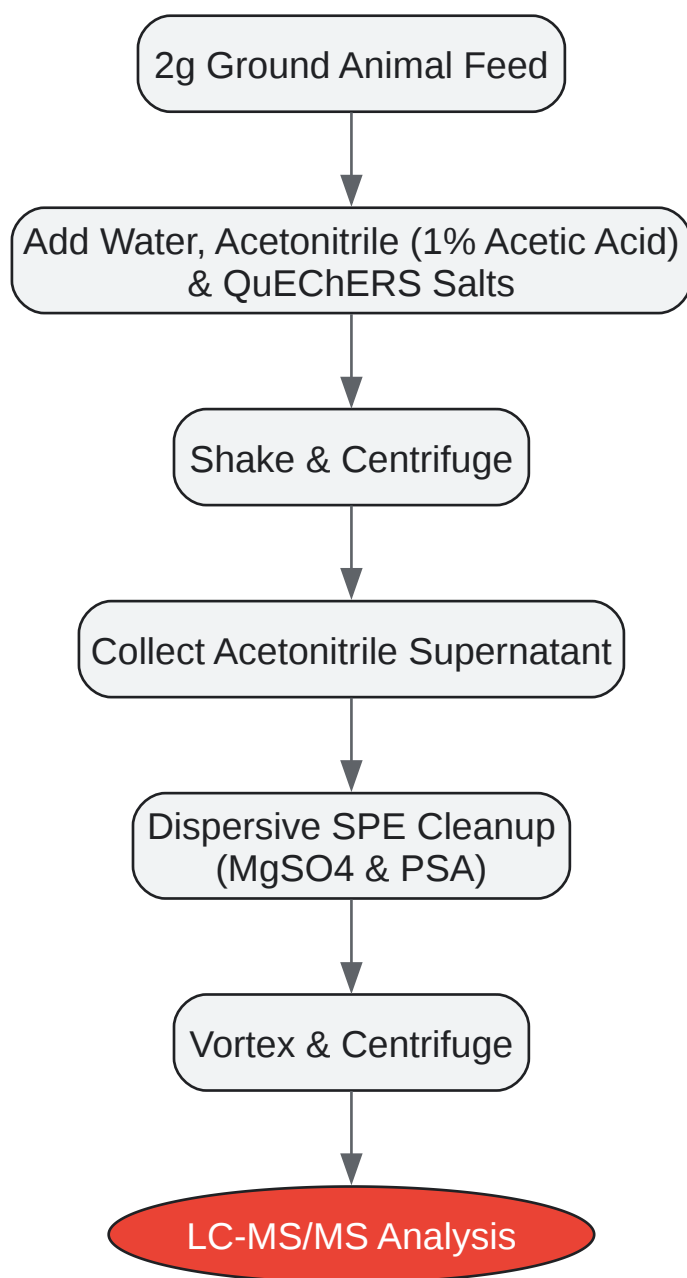 2g Ground Animal Feed
Add Water, Acetonitrile (1% Acetic Acid)
& QuEChERS Salts
Shake & Centrifuge
Collect Acetonitrile Supernatant
Dispersive SPE Cleanup
(MgSO4 & PSA)
Vortex & Centrifuge
LC-MS/MS Analysis